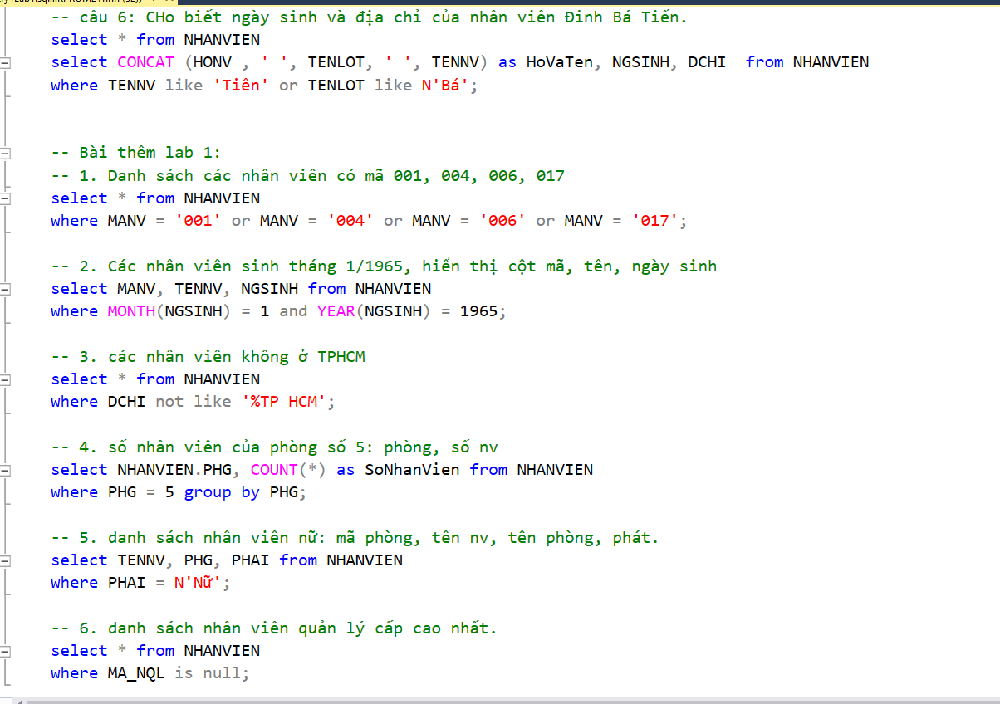 -- câu 6: CHo biết ngày sinh và địa chỉ của nhân viên Đinh Bá Tiến.
select * from NHANVIEN
select CONCAT (HONV , ' ', TENLOT, ' ', TENNV) as HoVaTen, NGSINH, DCHI  from NHANVIEN
where TENNV like 'Tiên' or TENLOT like N'Bá';
-- Bài thêm lab 1:
-- 1. Danh sách các nhân viên có mã 001, 004, 006, 017
select * from NHANVIEN
where MANV = '001' or MANV = '004' or MANV = '006' or MANV = '017';
-- 2. Các nhân viên sinh tháng 1/1965, hiển thị cột mã, tên, ngày sinh
select MANV, TENNV, NGSINH from NHANVIEN
where MONTH(NGSINH) = 1 and YEAR(NGSINH) = 1965;
-- 3. các nhân viên không ở TPHCM
select * from NHANVIEN
where DCHI not like '%TP HCM';
-- 4. số nhân viên của phòng số 5: phòng, số nv
select NHANVIEN.PHG, COUNT(*) as SoNhanVien from NHANVIEN
where PHG = 5 group by PHG;
-- 5. danh sách nhân viên nữ: mã phòng, tên nv, tên phòng, phát.
select TENNV, PHG, PHAI from NHANVIEN
where PHAI = N'Nữ';
-- 6. danh sách nhân viên quản lý cấp cao nhất.
select * from NHANVIEN
where MA_NQL is null;